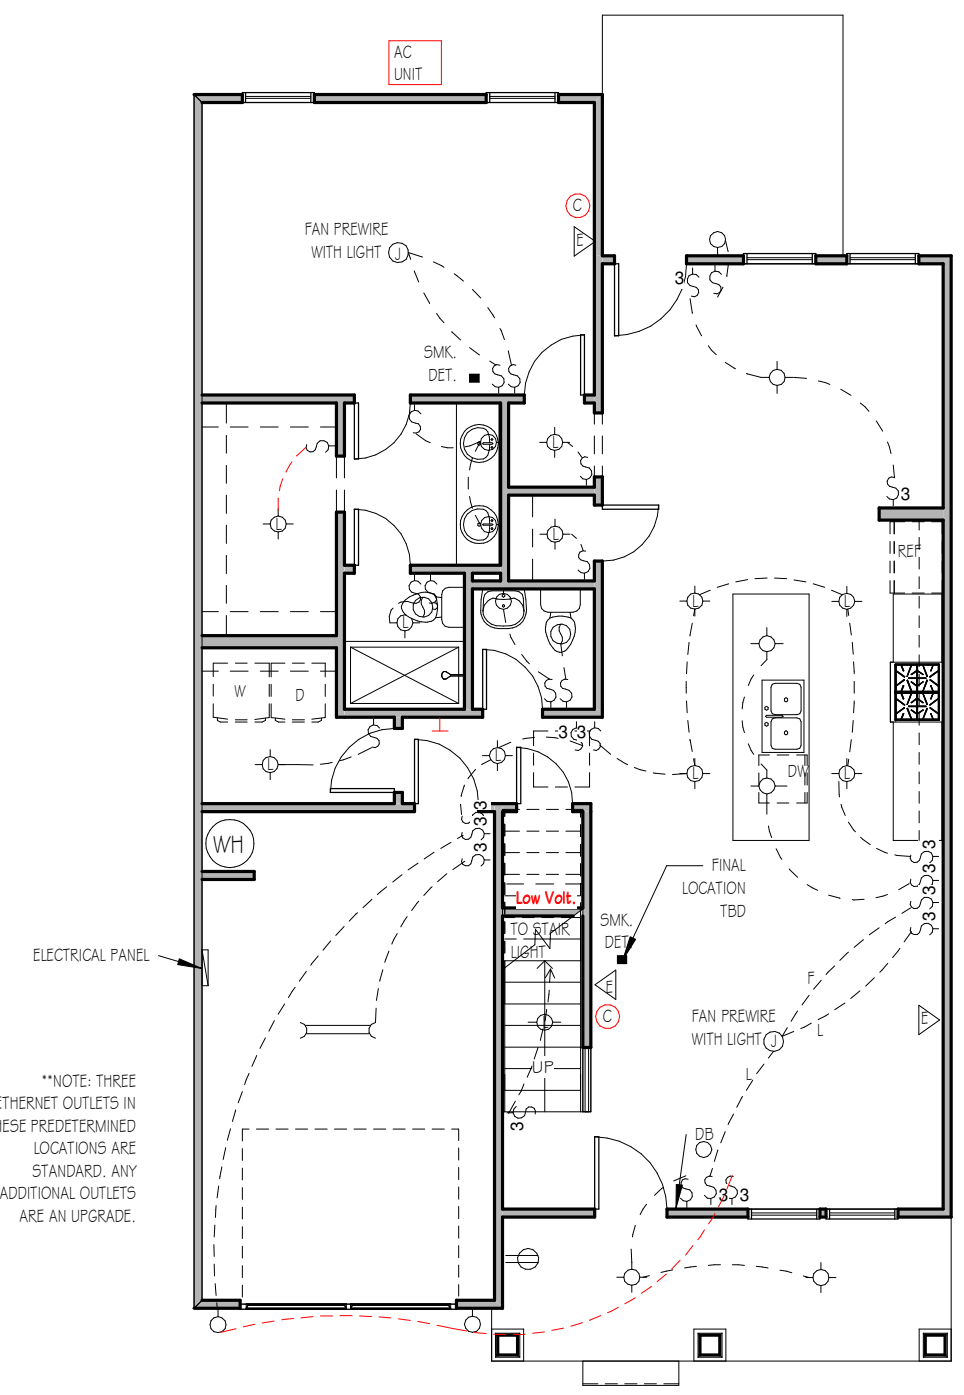 AC
UNIT
C
FAN PREWIRE
WITH LIGHT J
E
3
SMK.
DET.
L
3
L
L
REF
L
L
L
L
W
D
3 3
L
L
L
L
DW
3
3
3
WH
3
3
3
3
FINAL
LOCATION
TBD
Low Volt.
SMK.
DET.
TO STAIR
LIGHT
ELECTRICAL PANEL
F
E
C
FAN PREWIRE
WITH LIGHT J
L
E
UP
L
**NOTE: THREE
ETHERNET OUTLETS IN
HESE PREDETERMINED
LOCATIONS ARE
STANDARD. ANY
ADDITIONAL OUTLETS
ARE AN UPGRADE.
3
DB
3 3